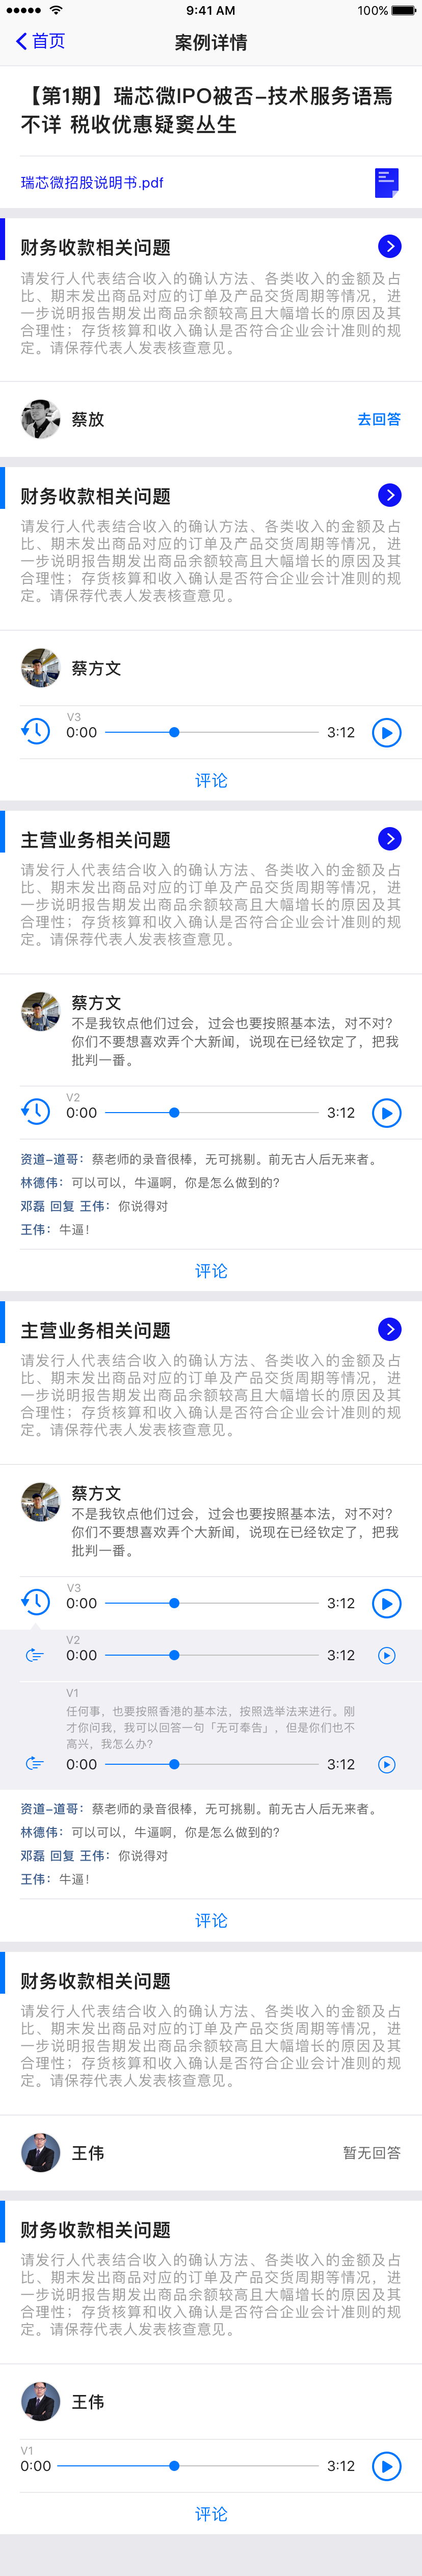 9:41 AM
100%
首页
案例详情
【第1期】瑞芯微IPO被否-技术服务语焉
不详 税收优惠疑窦丛生
瑞芯微招股说明书.pdf
财务收款相关问题
请发行人代表结合收入的确认方法、各类收入的金额及占
比、期末发出商品对应的订单及产品交货周期等情况，进
一步说明报告期发出商品余额较高且大幅增长的原因及其
合理性；存货核算和收入确认是否符合企业会计准则的规
定。请保荐代表人发表核查意见。
蔡放
去回答
财务收款相关问题
请发行人代表结合收入的确认方法、各类收入的金额及占
比、期末发出商品对应的订单及产品交货周期等情况，进
一步说明报告期发出商品余额较高且大幅增长的原因及其
合理性；存货核算和收入确认是否符合企业会计准则的规
定。请保荐代表人发表核查意见。
蔡方文
V3
0:00
3:12
评论
主营业务相关问题
请发行人代表结合收入的确认方法、各类收入的金额及占
比、期末发出商品对应的订单及产品交货周期等情况，进
一步说明报告期发出商品余额较高且大幅增长的原因及其
合理性；存货核算和收入确认是否符合企业会计准则的规
定。请保荐代表人发表核查意见。
蔡方文
不是我钦点他们过会，过会也要按照基本法，对不对？
你们不要想喜欢弄个大新闻，说现在已经钦定了，把我
批判一番。
V2
0:00
3:12
资道-道哥：蔡老师的录音很棒，无可挑剔。前无古人后无来者。
林德伟：可以可以，牛逼啊，你是怎么做到的？
邓磊 回复 王伟：你说得对
王伟：牛逼！
评论
主营业务相关问题
请发行人代表结合收入的确认方法、各类收入的金额及占
比、期末发出商品对应的订单及产品交货周期等情况，进
一步说明报告期发出商品余额较高且大幅增长的原因及其
合理性；存货核算和收入确认是否符合企业会计准则的规
定。请保荐代表人发表核查意见。
蔡方文
不是我钦点他们过会，过会也要按照基本法，对不对？
你们不要想喜欢弄个大新闻，说现在已经钦定了，把我
批判一番。
V3
0:00
3:12
V2
0:00
3:12
V1
任何事，也要按照香港的基本法，按照选举法来进行。刚
才你问我，我可以回答一句「无可奉告」，但是你们也不
高兴，我怎么办？
0:00
3:12
资道-道哥：蔡老师的录音很棒，无可挑剔。前无古人后无来者。
林德伟：可以可以，牛逼啊，你是怎么做到的？
邓磊 回复 王伟：你说得对
王伟：牛逼！
评论
财务收款相关问题
请发行人代表结合收入的确认方法、各类收入的金额及占
比、期末发出商品对应的订单及产品交货周期等情况，进
一步说明报告期发出商品余额较高且大幅增长的原因及其
合理性；存货核算和收入确认是否符合企业会计准则的规
定。请保荐代表人发表核查意见。
王伟
暂无回答
财务收款相关问题
请发行人代表结合收入的确认方法、各类收入的金额及占
比、期末发出商品对应的订单及产品交货周期等情况，进
一步说明报告期发出商品余额较高且大幅增长的原因及其
合理性；存货核算和收入确认是否符合企业会计准则的规
定。请保荐代表人发表核查意见。
王伟
V1
0:00
3:12
评论